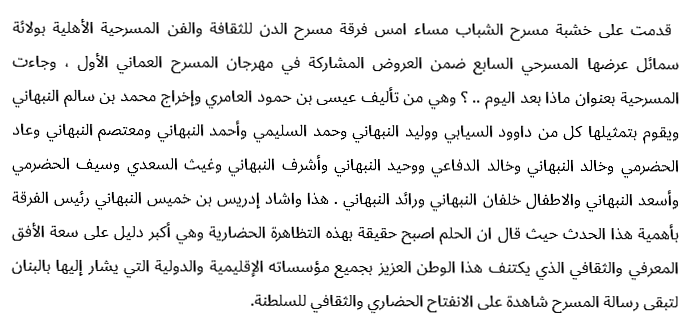 قدمت على خشبة مسرح الشباب مساء امس فرقة مسرح الدن للثقافة والفن المسرحية الأهلية بولائة
سمائل عرضها المسرحي السابع ضمن العروض المشاركة في مهرجان المسرح العماني الأول ، وجاءت
المسرحية بعنوان ماذا بعد اليوم .. ؟ وهي من تأليف عيسى بن حمود العامري وإخراج محمد بن سالم النبهاني
ويقوم بتمثيلها كل من داوود السيابي ووليد النبهاني وحمد السليمي وأحمد النبهاني ومعتصم النبهاني وعاد
الحضرمي وخالد النبهاني وخالد الدفاعي ووحيد النبهاني وأشرف النبهاني وغيث السعدي وسيف الحضرمي
وأسعد النبهاني والاطفال خلفان النبهاني ورائد النبهاني . هذا واشاد إدريس بن خميس النبهاني رئيس الفرقة
بأهمية هذا الحدث حيث قال ان الحلم اصبح حقيقة بهذه التظاهرة الحضارية وهي أكبر دليل على سعة الأفق
المعرفي والثقافي الذي يكتنف هذا الوطن العزيز بجميع مؤسساته الإقليمية والدولية التي يشار إليها بالبنان
لتبقى رسالة المسرح شاهدة على الانفتاح الحضاري والثقافي للسلطنة.